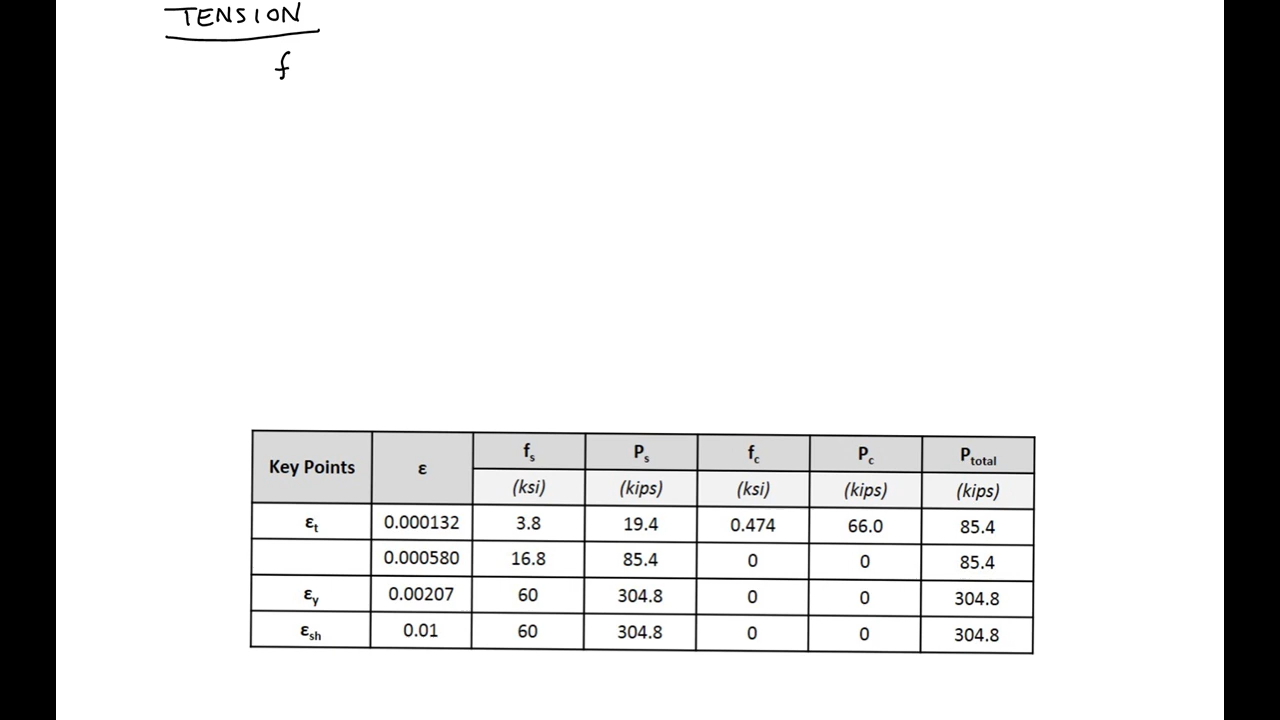 TENSION
f
Key Points ε fs Ps fc Pc Ptotal
(ksi) (kips) (ksi) (kips) (kips)
εt 0.000132 3.8 19.4 0.474 66.0 85.4
0.000580 16.8 85.4 0 0 85.4
εy 0.00207 60 304.8 0 0 304.8
εsh 0.01 60 304.8 0 0 304.8